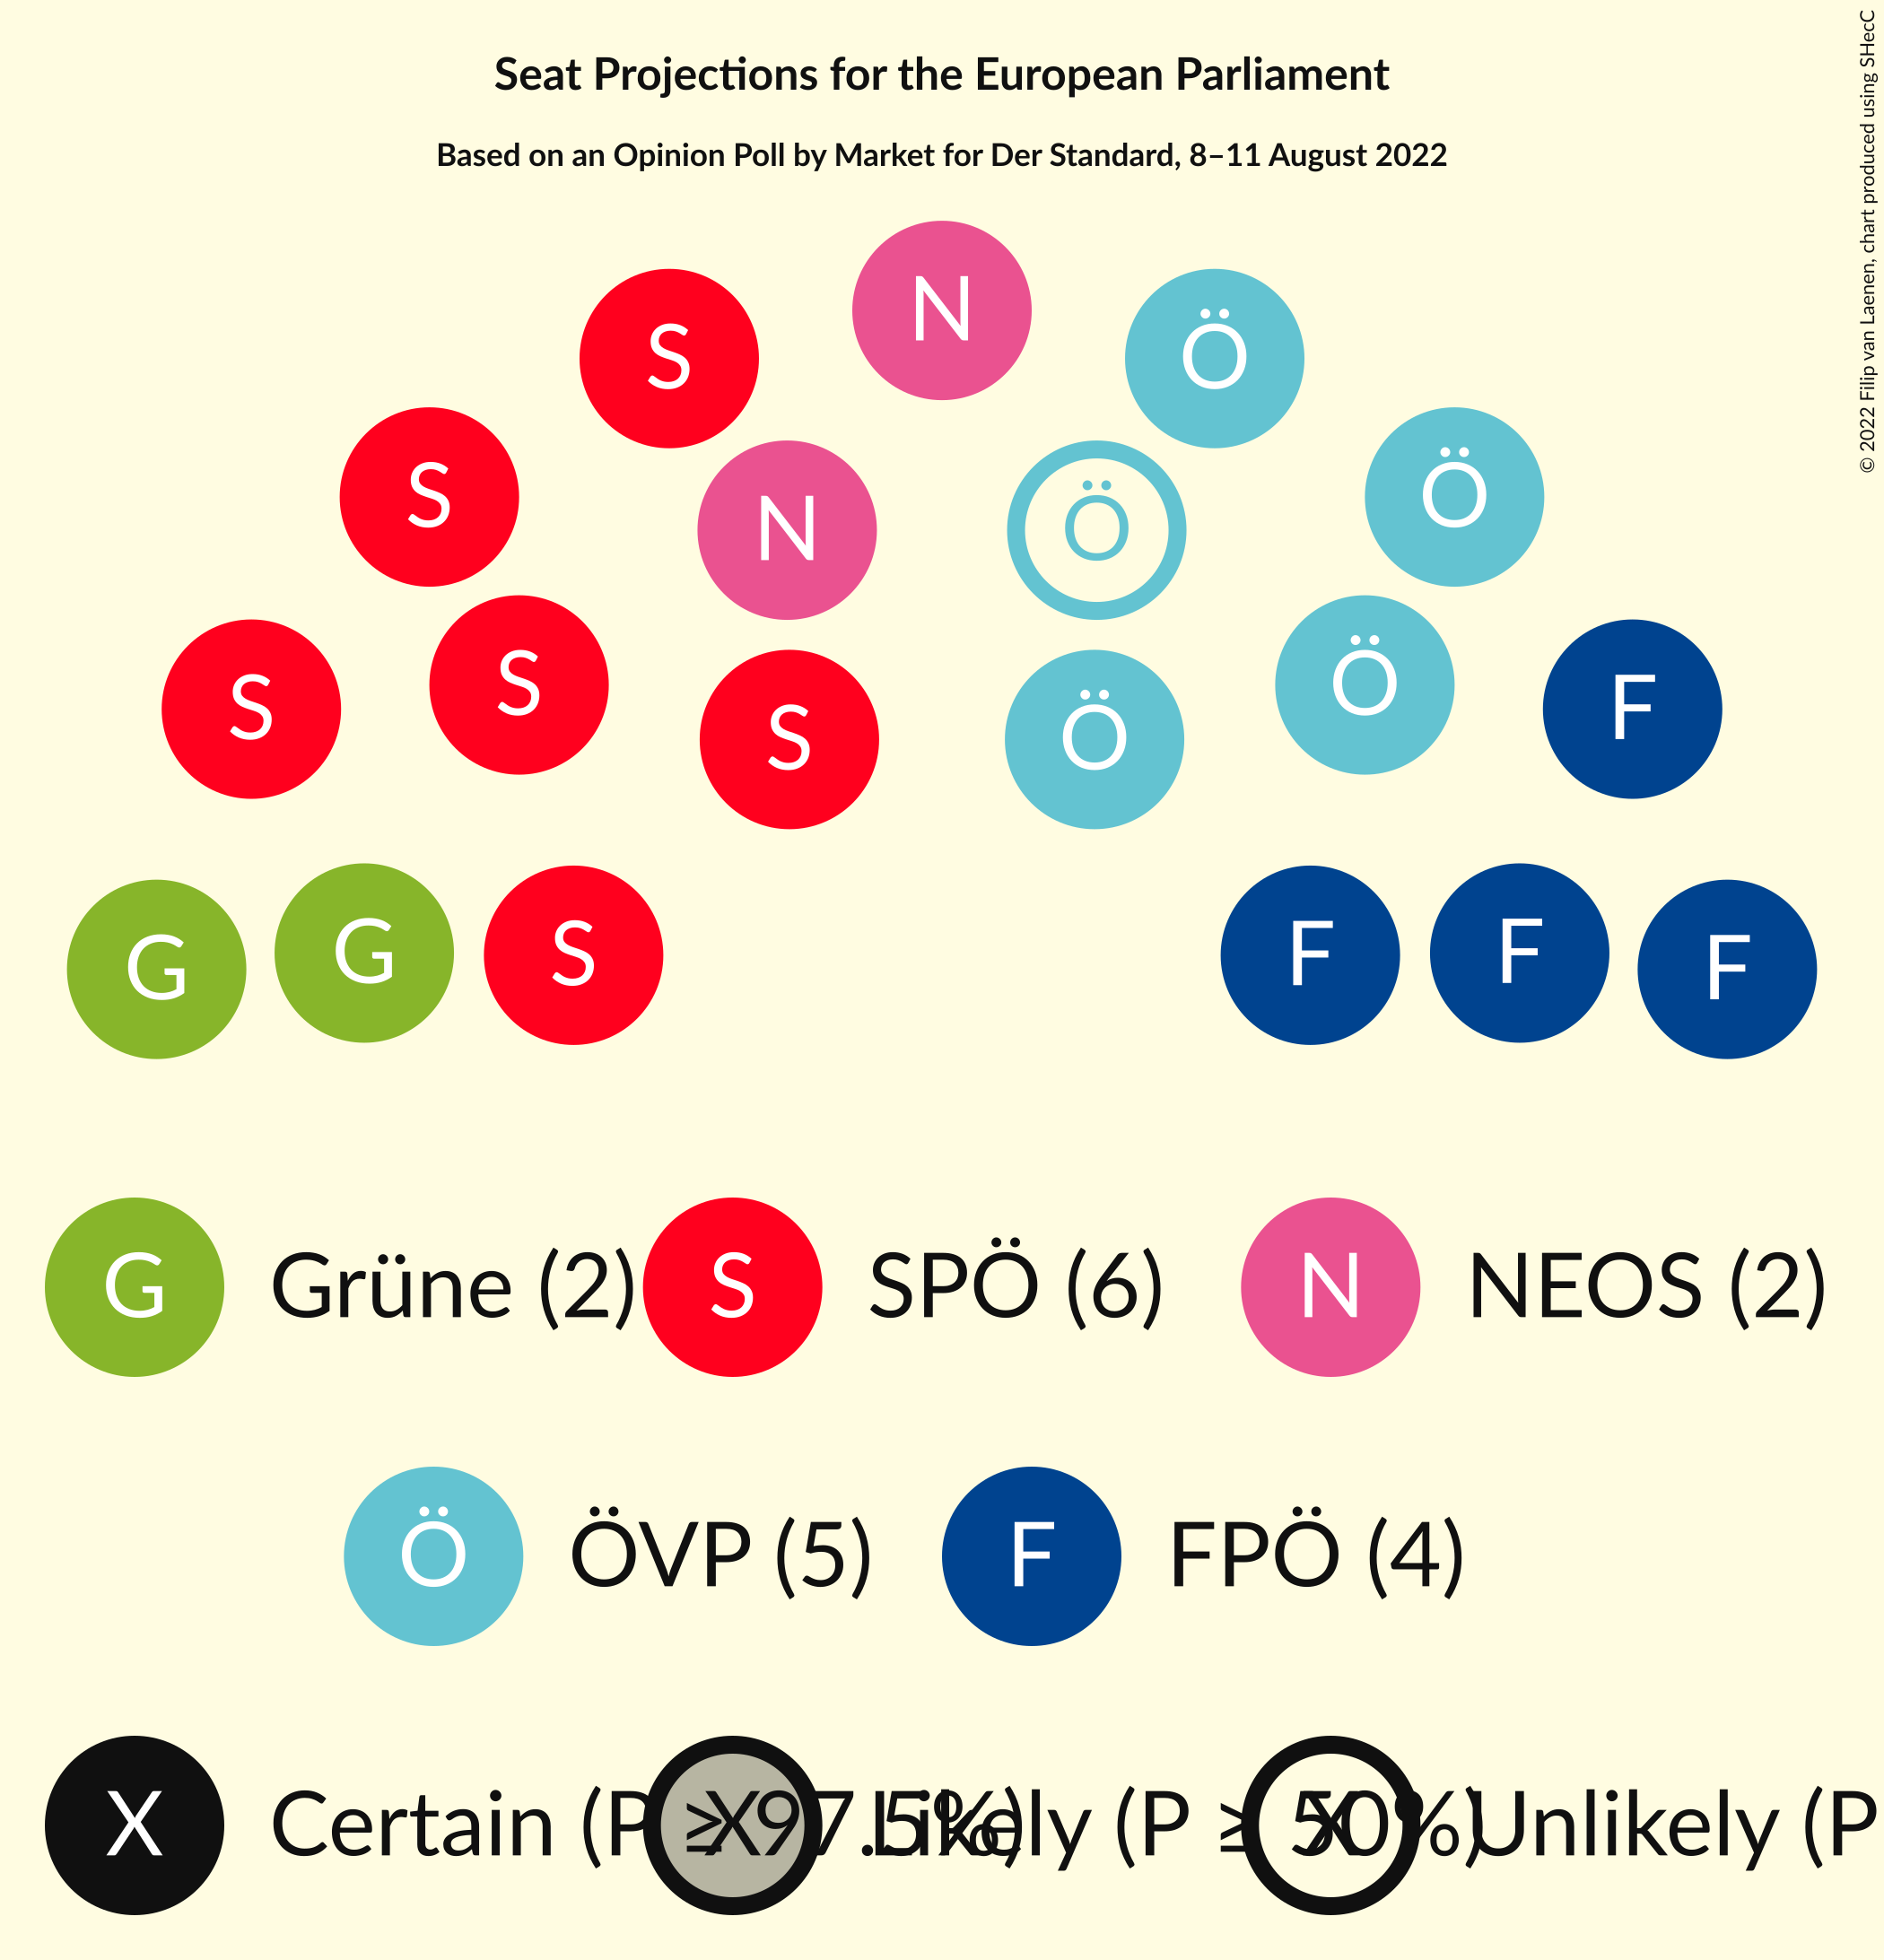 Seat Projections for the European Parliament
Based on an Opinion Poll by Market for Der Standard, 8–11 August 2022
© 2022 Filip van Laenen, chart produced using SHecC
N
S Ö
S Ö
N Ö
S S Ö F
S Ö
G G S F F F
G Grüne (2) S SPÖ (6) N NEOS (2)
Ö ÖVP (5) F FPÖ (4)
X Certain (P ≥ 97.5%) X Likely (P ≥ 50%) X Unlikely (P